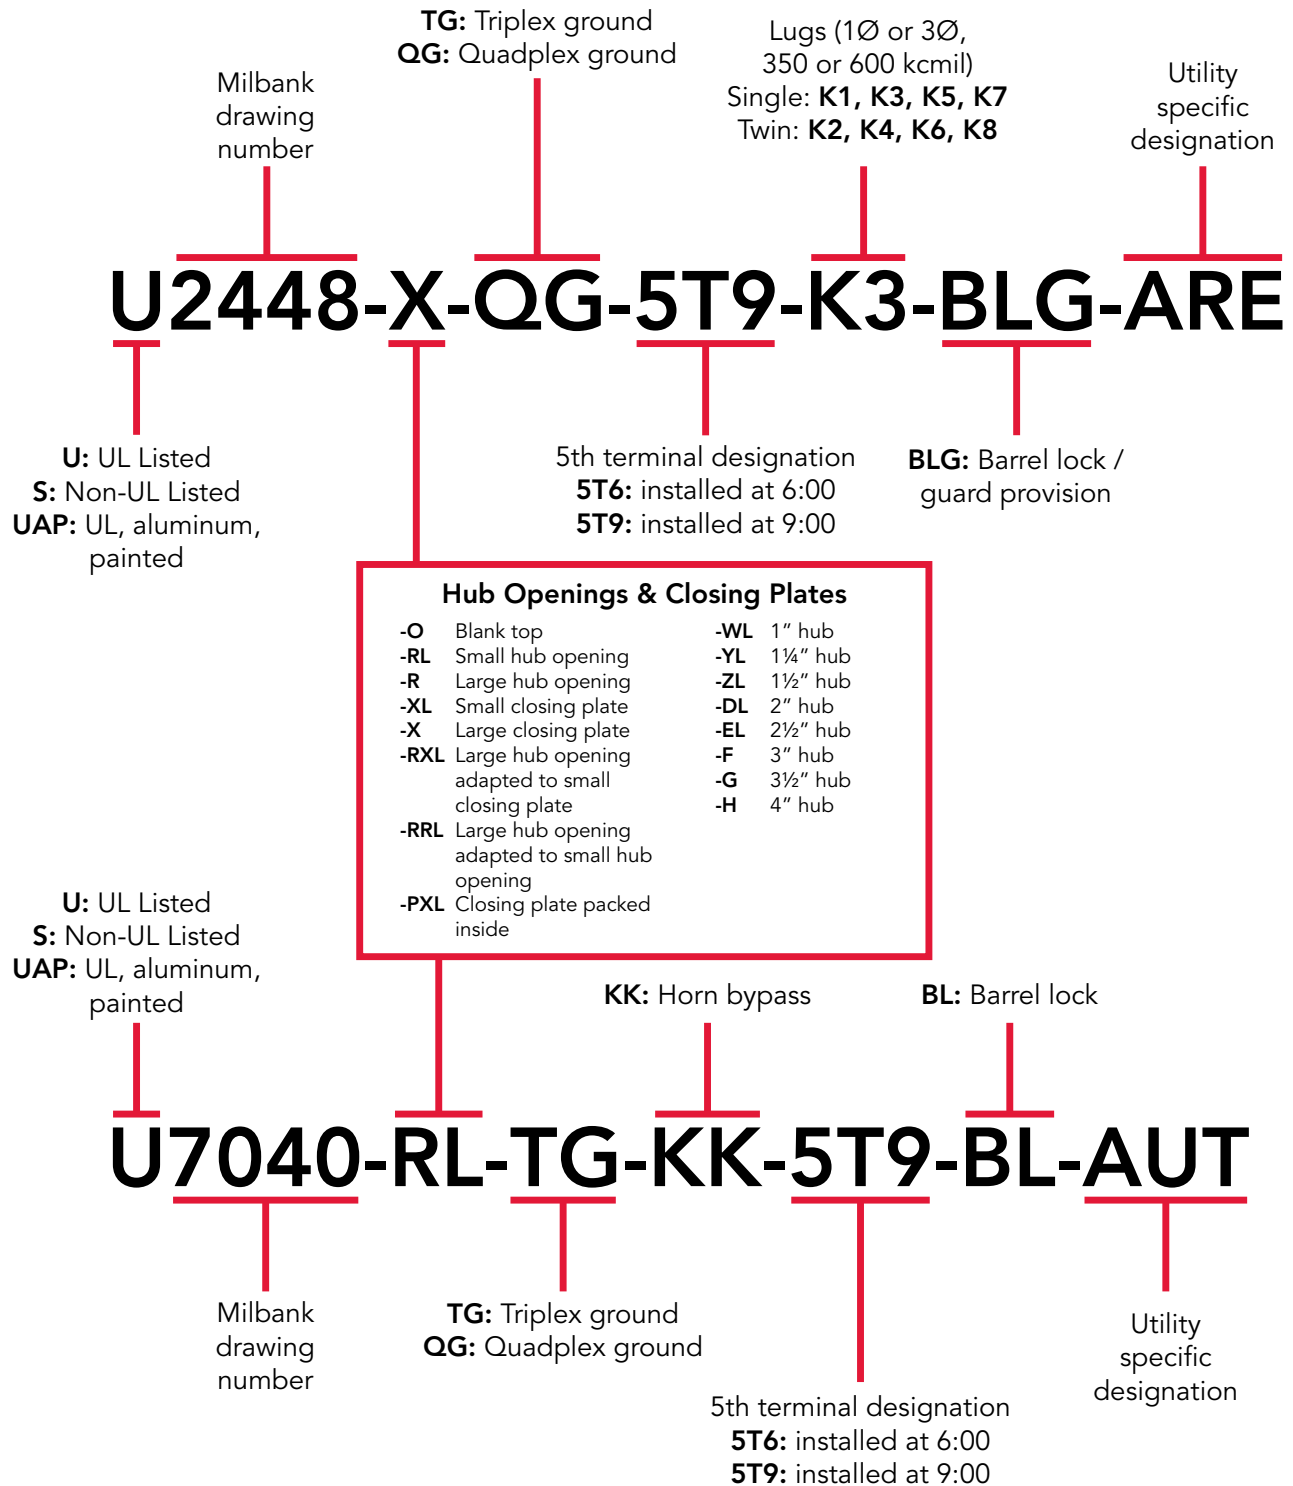 TG: Triplex ground
QG: Quadplex ground
Lugs (1Ø or 3Ø,
350 or 600 kcmil)
Single: K1, K3, K5, K7
Twin: K2, K4, K6, K8
Milbank
drawing
number
Utility
specific
designation
U2448-X-QG-5T9-K3-BLG-ARE
U: UL Listed
S: Non-UL Listed
UAP: UL, aluminum,
painted
5th terminal designation
5T6: installed at 6:00
5T9: installed at 9:00
BLG: Barrel lock /
guard provision
Hub Openings & Closing Plates
-O Blank top
-RL Small hub opening
-R Large hub opening
-XL Small closing plate
-X Large closing plate
-RXL Large hub opening
adapted to small
closing plate
-RRL Large hub opening
adapted to small hub
opening
-PXL Closing plate packed
inside
-WL 1" hub
-YL 1¼" hub
-ZL 1½" hub
-DL 2" hub
-EL 2½" hub
-F 3" hub
-G 3½" hub
-H 4" hub
U: UL Listed
S: Non-UL Listed
UAP: UL, aluminum,
painted
KK: Horn bypass
BL: Barrel lock
U7040-RL-TG-KK-5T9-BL-AUT
Milbank
drawing
number
TG: Triplex ground
QG: Quadplex ground
5th terminal designation
5T6: installed at 6:00
5T9: installed at 9:00
Utility
specific
designation